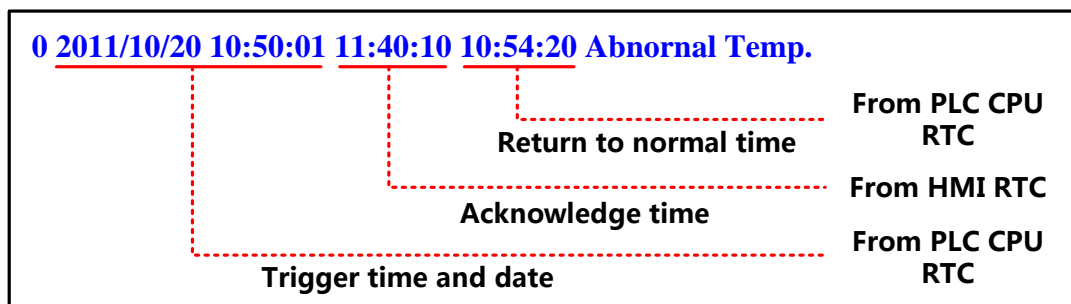 0 2011/10/20 10:50:01 11:40:10 10:54:20 Abnornal Temp.
From PLC CPU
RTC
Return to normal time
From HMI RTC
Acknowledge time
From PLC CPU
RTC
Trigger time and date